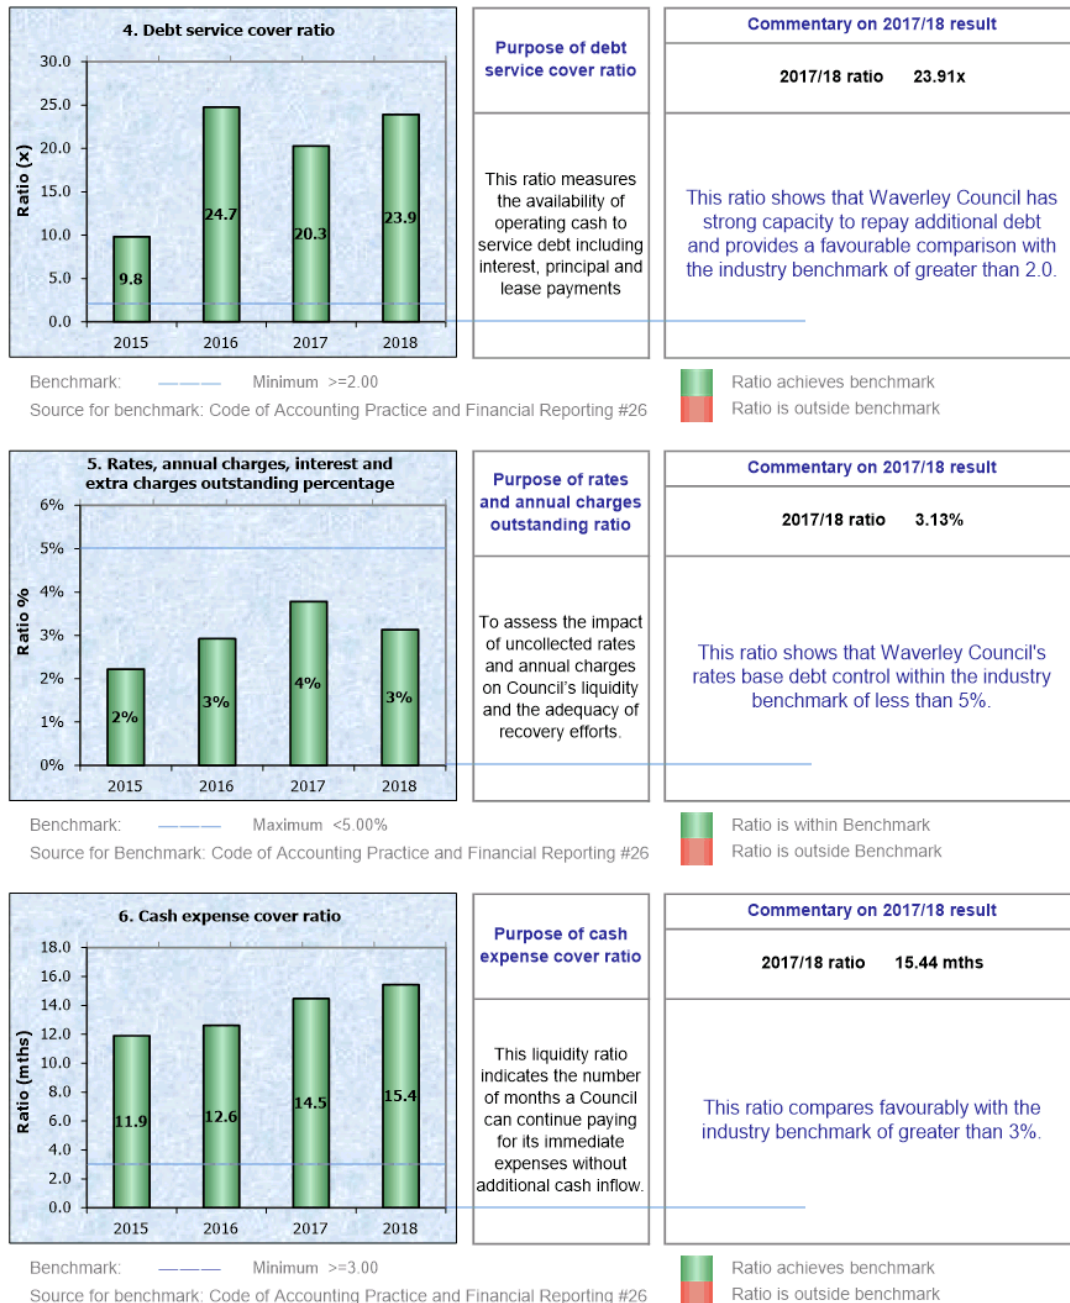 4. Debt service cover ratio
30.0
25.0
20.0
15.0
10.0
5.0
0.0
Ratio (x)
9.8
24.7
20.3
23.9
2015
2016
2017
2018
Purpose of debt
service cover ratio
This ratio measures
the availability of
operating cash to
service debt including
interest, principal and
lease payments
Commentary on 2017/18 result
2017/18 ratio 23.91x
This ratio shows that Waverley Council has
strong capacity to repay additional debt
and provides a favourable comparison with
the industry benchmark of greater than 2.0.
Benchmark: Minimum >=2.00
Source for benchmark: Code of Accounting Practice and Financial Reporting #26
Ratio achieves benchmark
Ratio is outside benchmark
5. Rates, annual charges, interest and
extra charges outstanding percentage
6%
5%
4%
3%
2%
1%
0%
Ratio %
2%
3%
4%
3%
2015
2016
2017
2018
Purpose of rates
and annual charges
outstanding ratio
To assess the impact
of uncollected rates
and annual charges
on Council's liquidity
and the adequacy of
recovery efforts.
Commentary on 2017/18 result
2017/18 ratio 3.13%
This ratio shows that Waverley Council's
rates base debt control within the industry
benchmark of less than 5%.
Benchmark: Maximum <5.00%
Source for Benchmark: Code of Accounting Practice and Financial Reporting #26
Ratio is within Benchmark
Ratio is outside Benchmark
6. Cash expense cover ratio
18.0
16.0
14.0
12.0
10.0
8.0
6.0
4.0
2.0
0.0
Ratio (mths)
11.9
12.6
14.5
15.4
2015
2016
2017
2018
Purpose of cash
expense cover ratio
This liquidity ratio
indicates the number
of months a Council
can continue paying
for its immediate
expenses without
additional cash inflow.
Commentary on 2017/18 result
2017/18 ratio 15.44 mths
This ratio compares favourably with the
industry benchmark of greater than 3%.
Benchmark: Minimum >=3.00
Source for benchmark: Code of Accounting Practice and Financial Reporting #26
Ratio achieves benchmark
Ratio is outside benchmark